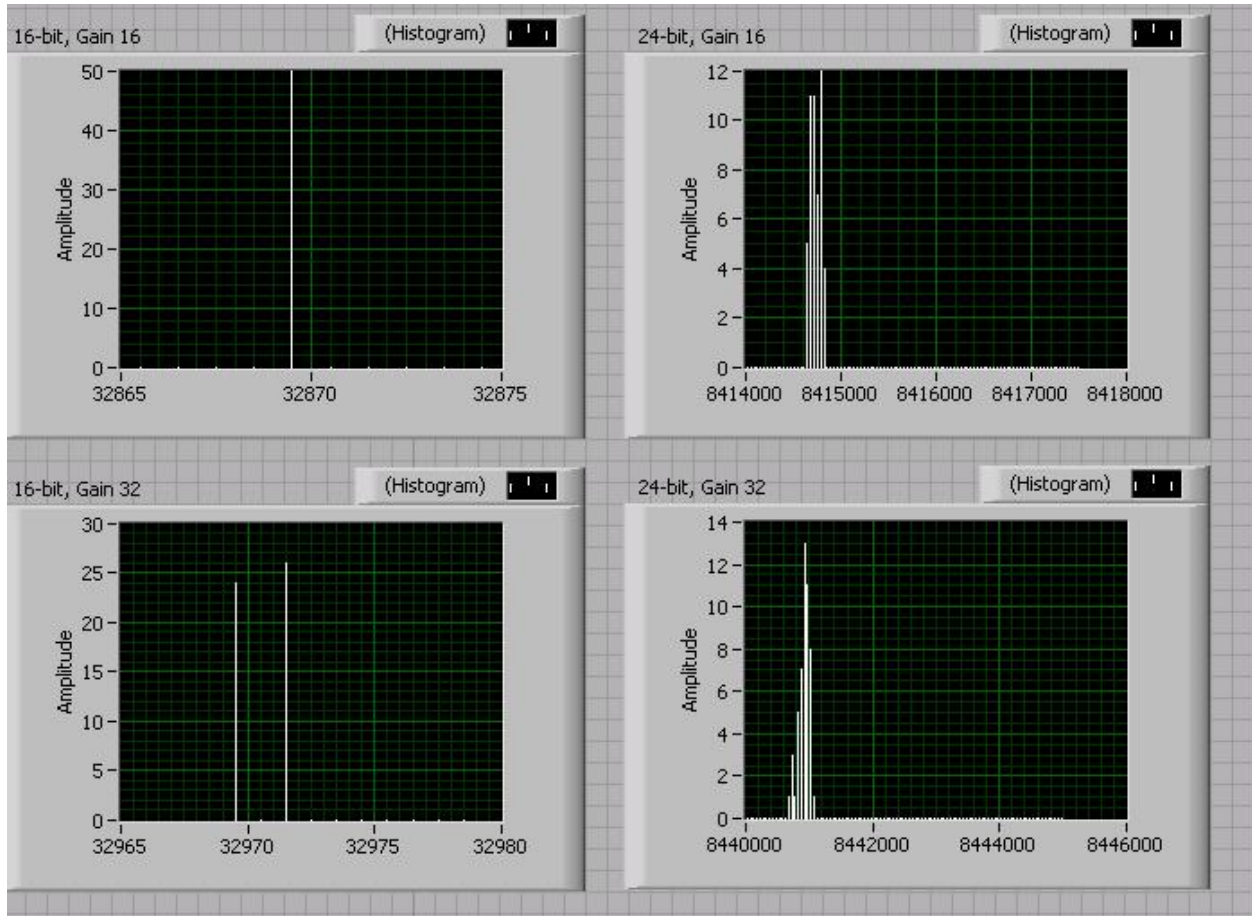 16-bit, Gain 16
(Histogram)
50
40
30
20
10
0
Amplitude
32865 32870 32875
24-bit, Gain 16
(Histogram)
12
10
8
6
4
2
0
Amplitude
8414000 8415000 8416000 8417000 8418000
16-bit, Gain 32
(Histogram)
30
25
20
15
10
5
0
Amplitude
32965 32970 32975 32980
24-bit, Gain 32
(Histogram)
14
12
10
8
6
4
2
0
Amplitude
8440000 8442000 8444000 8446000